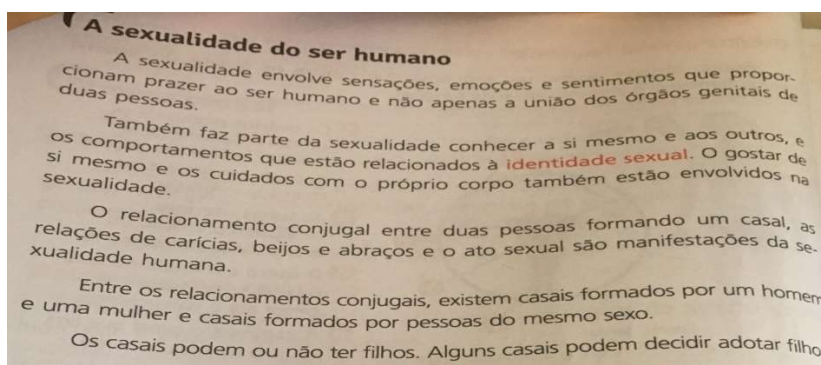 A sexualidade do ser humano
A sexualidade envolve sensações, emoções e sentimentos que propor-
cionam prazer ao ser humano e não apenas a união dos órgãos genitais de
duas pessoas.
Também faz parte da sexualidade conhecer a si mesmo e aos outros, e
os comportamentos que estão relacionados à identidade sexual. O gostar de
si mesmo e os cuidados com o próprio corpo também estão envolvidos na
sexualidade.
O relacionamento conjugal entre duas pessoas formando um casal, as
relações de carícias, beijos e abraços e o ato sexual são manifestações da se-
xualidade humana.
Entre os relacionamentos conjugais, existem casais formados por um homem
e uma mulher e casais formados por pessoas do mesmo sexo.
Os casais podem ou não ter filhos. Alguns casais podem decidir adotar filho